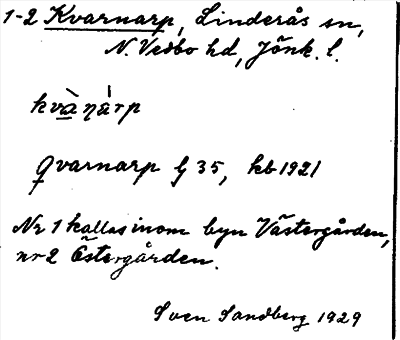 1-2 Kvarnarp, Linderås sn,
N. Vedbo hd, Jönk. l.
kvàṇárp
Qvarnarp G 35, kb 1921
Nr 1 kallas inom byn Västergården,
nr 2 Östergården.
Sven Sandberg 1929